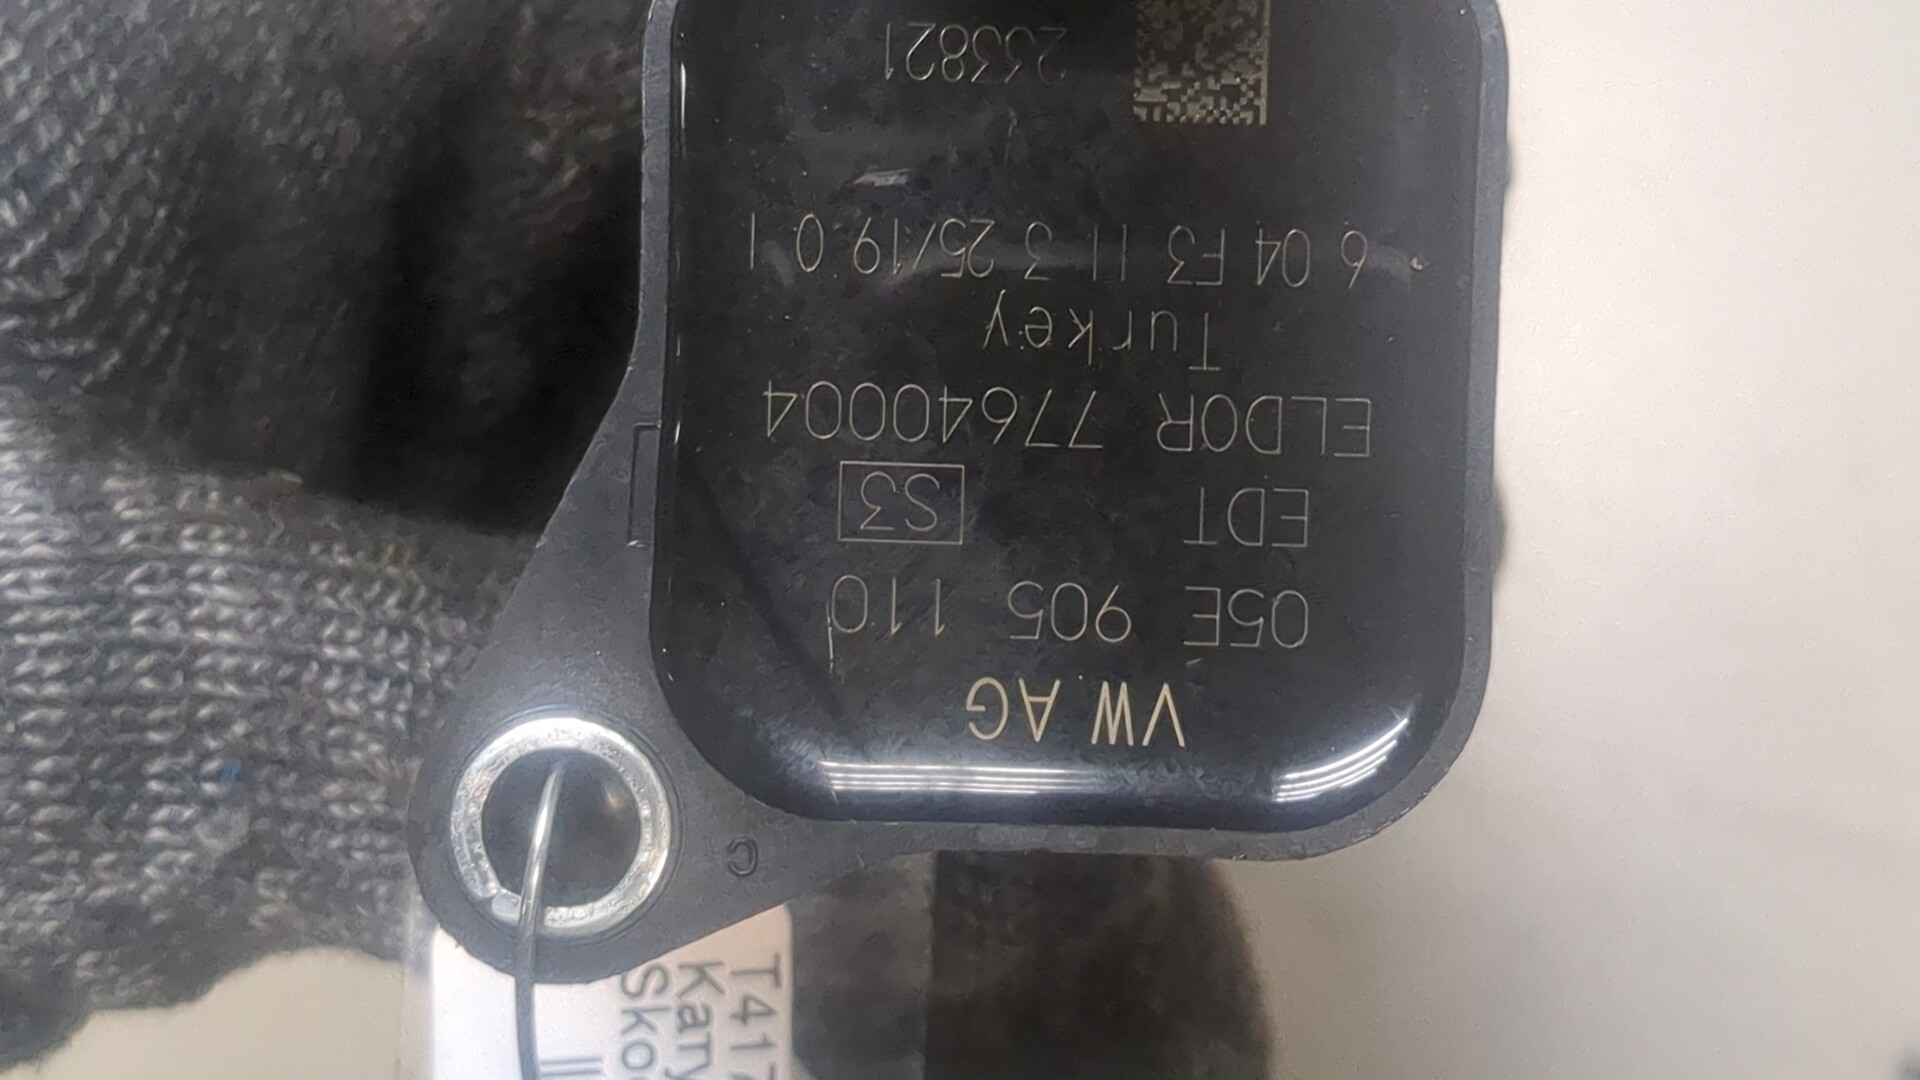 VW AG
05E 905 110
EDT S3
ELDOR 77640004
Turkey
6 04 F3 11 3 25/19 0 1
233821
C